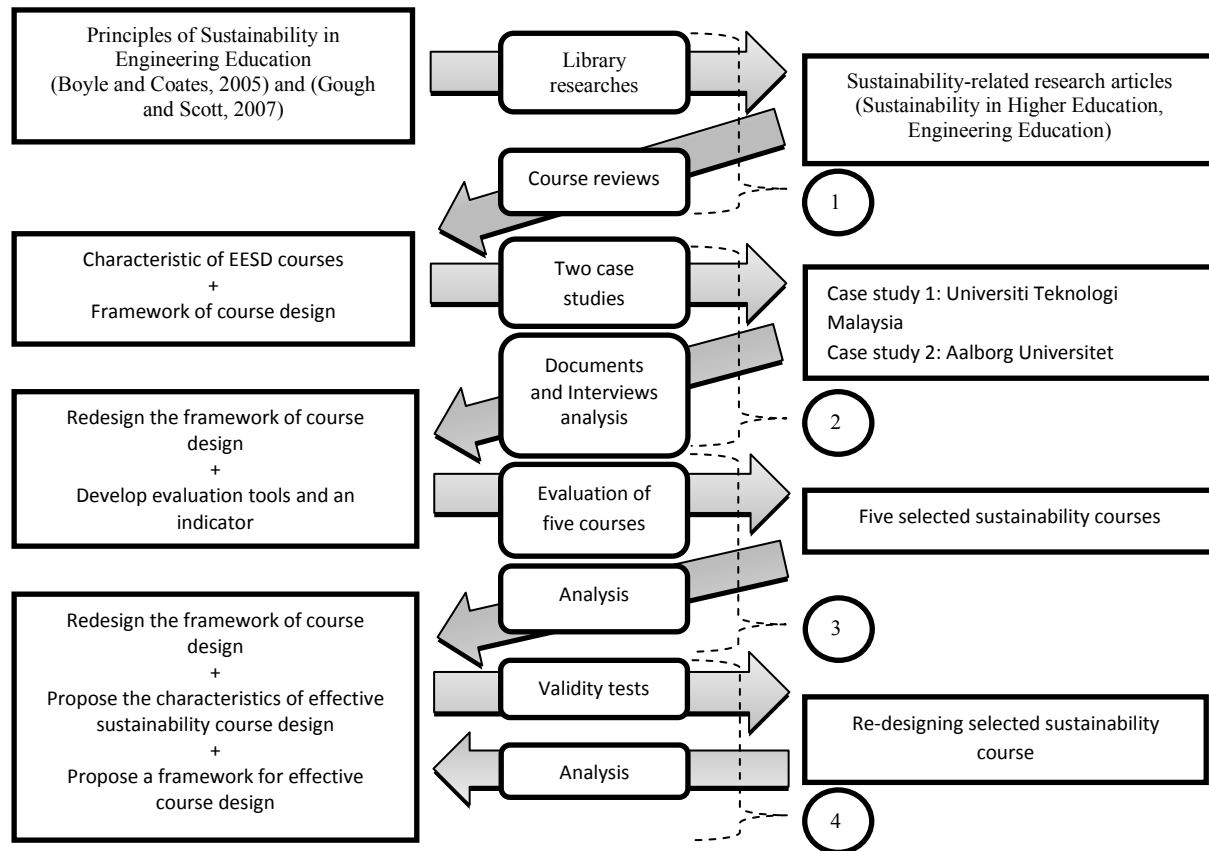 Principles of Sustainability in
Engineering Education
(Boyle and Coates, 2005) and (Gough
and Scott, 2007)
Library
researches
Sustainability-related research articles
(Sustainability in Higher Education,
Engineering Education)
Course reviews
1
Characteristic of EESD courses
+
Framework of course design
Two case
studies
Case study 1: Universiti Teknologi
Malaysia
Case study 2: Aalborg Universitet
Documents
and Interviews
analysis
2
Redesign the framework of course
design
+
Develop evaluation tools and an
indicator
Evaluation of
five courses
Five selected sustainability courses
Analysis
3
Redesign the framework of course
design
+
Propose the characteristics of effective
sustainability course design
+
Propose a framework for effective
course design
Validity tests
Re-designing selected sustainability
course
Analysis
4